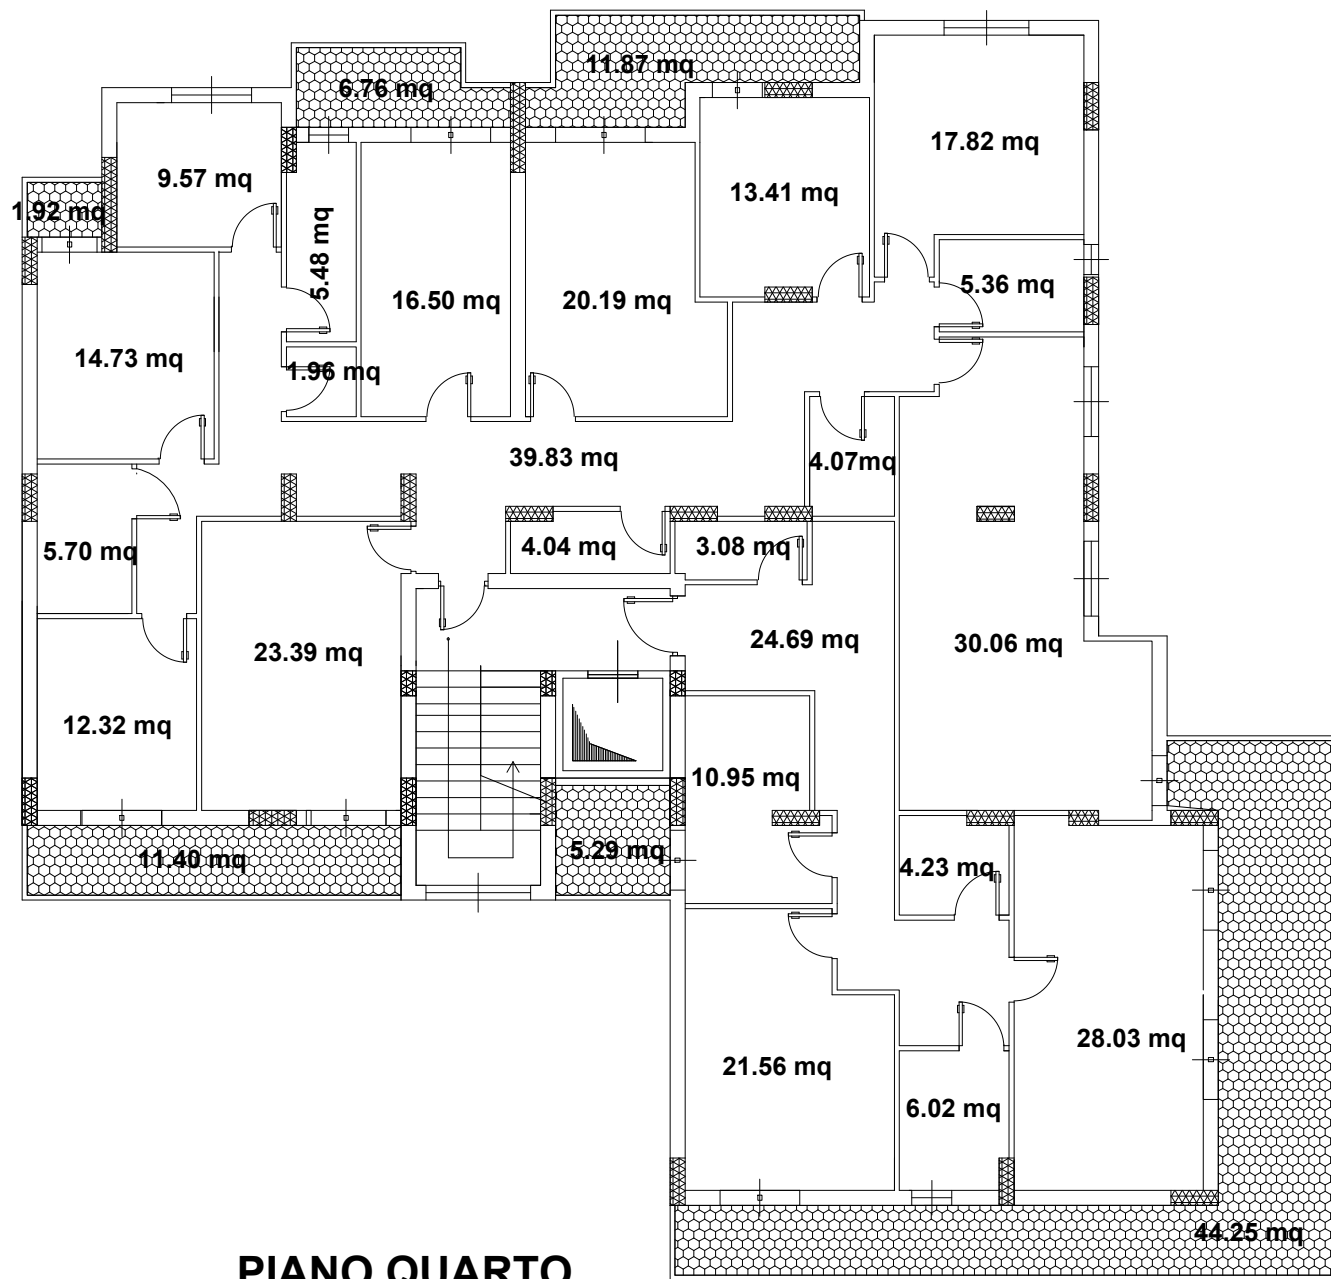 11.87 mq
6.76 mq
17.82 mq
9.57 mq
13.41 mq
1.92 mq
5.48 mq
5.36 mq
16.50 mq
20.19 mq
14.73 mq
1.96 mq
39.83 mq
4.07mq
5.70 mq
4.04 mq
3.08 mq
24.69 mq
30.06 mq
23.39 mq
12.32 mq
10.95 mq
11.40 mq
5.29 mq
4.23 mq
28.03 mq
21.56 mq
6.02 mq
44.25 mq
PIANO QUARTO